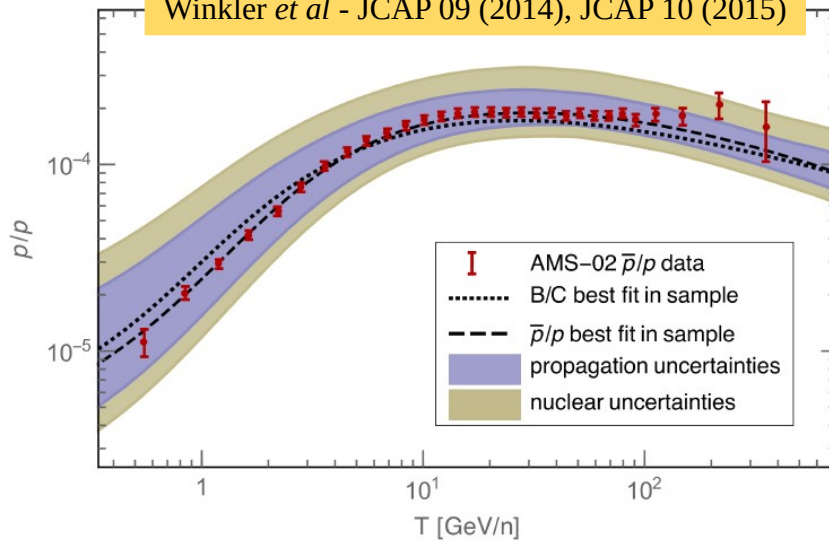 Winkler et al - JCAP 09 (2014), JCAP 10 (2015)
10⁻⁴
p̅/p
10⁻⁵
AMS−02 p̅/p data
B/C best fit in sample
p̅/p best fit in sample
propagation uncertainties
nuclear uncertainties
1
10¹
10²
T [GeV/n]